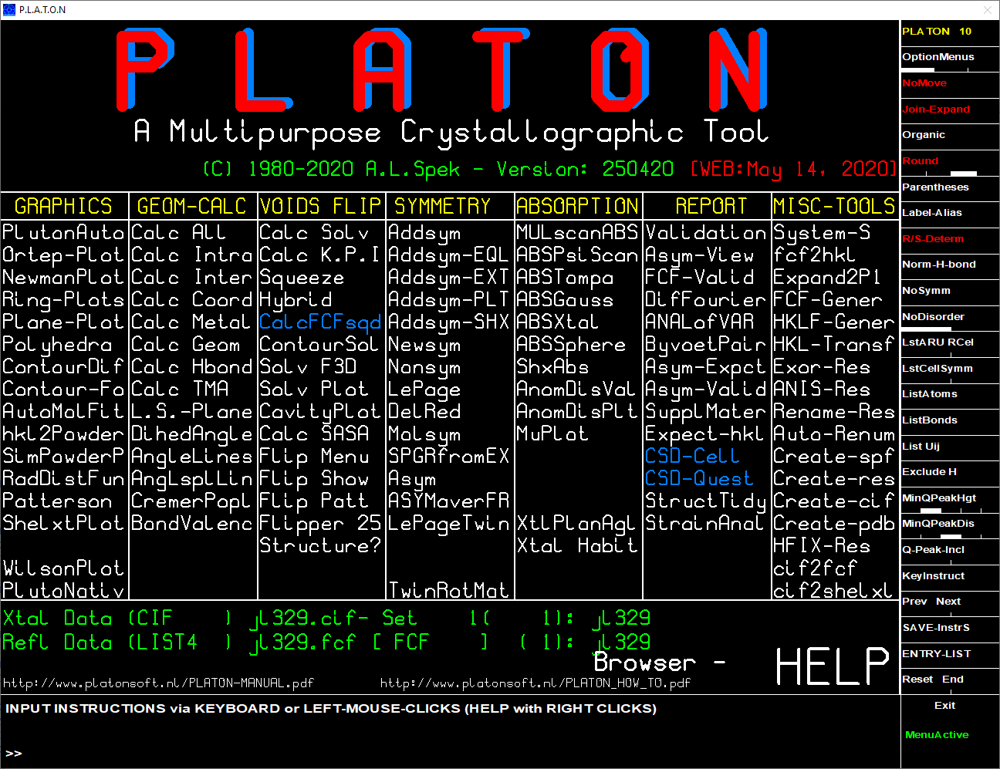 P.L.A.T.O.N
PLATON
A Multipurpose Crystallographic Tool
(C) 1980-2020 A.L.Spek - Version: 250420 [WEB:May 14, 2020]
GRAPHICS GEOM-CALC VOIDS FLIP SYMMETRY ABSORPTION REPORT MISC-TOOLS
PlutonAuto Calc All Calc Solv Addsym MULscanABS Validation System-S
Ortep-Plot Calc Intra Calc K.P.I Addsym-EQL ABSPsiScan Asym-View fcf2hkl
NewmanPlot Calc Inter Squeeze Addsym-EXT ABSTompa FCF-Valid Expand2P1
Ring-Plots Calc Coord Hybrid Addsym-PLT ABSGauss DifFourier FCF-Gener
Plane-Plot Calc Metal CalcFCFsqd Addsym-SHX ABSXtal ANALofVAR HKLF-Gener
Polyhedra Calc Geom ContourSol Newsym ABSSphere ByvoetPair HKL-Transf
ContourDif Calc Hbond Solv F3D Nonsym ShxAbs Asym-Expct Exor-Res
Contour-Fo Calc TMA Solv Plot LePage AnomDisVal Asym-Valid ANIS-Res
AutoMolFit L.S.-Plane CavityPlot DelRed AnomDisPlt SupplMater Rename-Res
hkl2Powder DihedAngle Calc SASA Molsym MuPlot Expect-hkl Auto-Renum
SimPowderP AngleLines Flip Menu SPGRfromEX CSD-Cell Create-spf
RadDistFun AngLsplLin Flip Show Asym CSD-Quest Create-res
Patterson CremerPopl Flip Patt ASYMaverFR StructTidy Create-cif
ShelxtPlot BondValenc Flipper 25 LePageTwin XtlPlanAgl StrainAnal Create-pdb
Structure? Xtal Habit HFIX-Res
WilsonPlot cif2fcf
PlutoNativ TwinRotMat cif2shelxl
Xtal Data (CIF ) jl329.cif- Set 1( 1): jl329
Refl Data (LIST4 ) jl329.fcf [ FCF ] ( 1): jl329
Browser - HELP
http://www.platonsoft.nl/PLATON-MANUAL.pdf http://www.platonsoft.nl/PLATON_HOW_TO.pdf
INPUT INSTRUCTIONS via KEYBOARD or LEFT-MOUSE-CLICKS (HELP with RIGHT CLICKS)
>>
PLATON 10
OptionMenus
NoMove
Join-Expand
Organic
Round
Parentheses
Label-Alias
R/S-Determ
Norm-H-bond
NoSymm
NoDisorder
LstARU RCel
LstCellSymm
ListAtoms
ListBonds
List Uij
Exclude H
MinQPeakHgt
MinQPeakDis
Q-Peak-Incl
KeyInstruct
Prev Next
SAVE-InstrS
ENTRY-LIST
Reset End
Exit
MenuActive